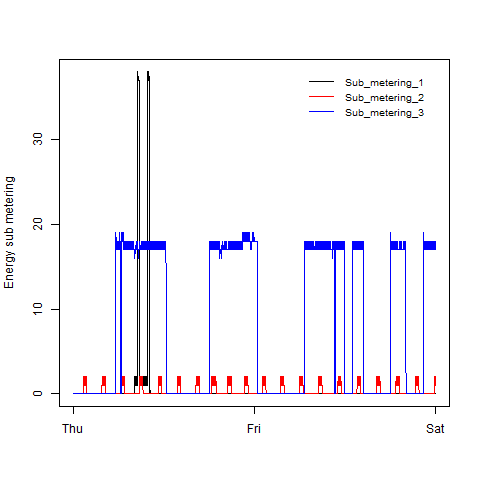 Sub_metering_1
Sub_metering_2
Sub_metering_3
Energy sub metering
30
20
10
0
Thu Fri Sat